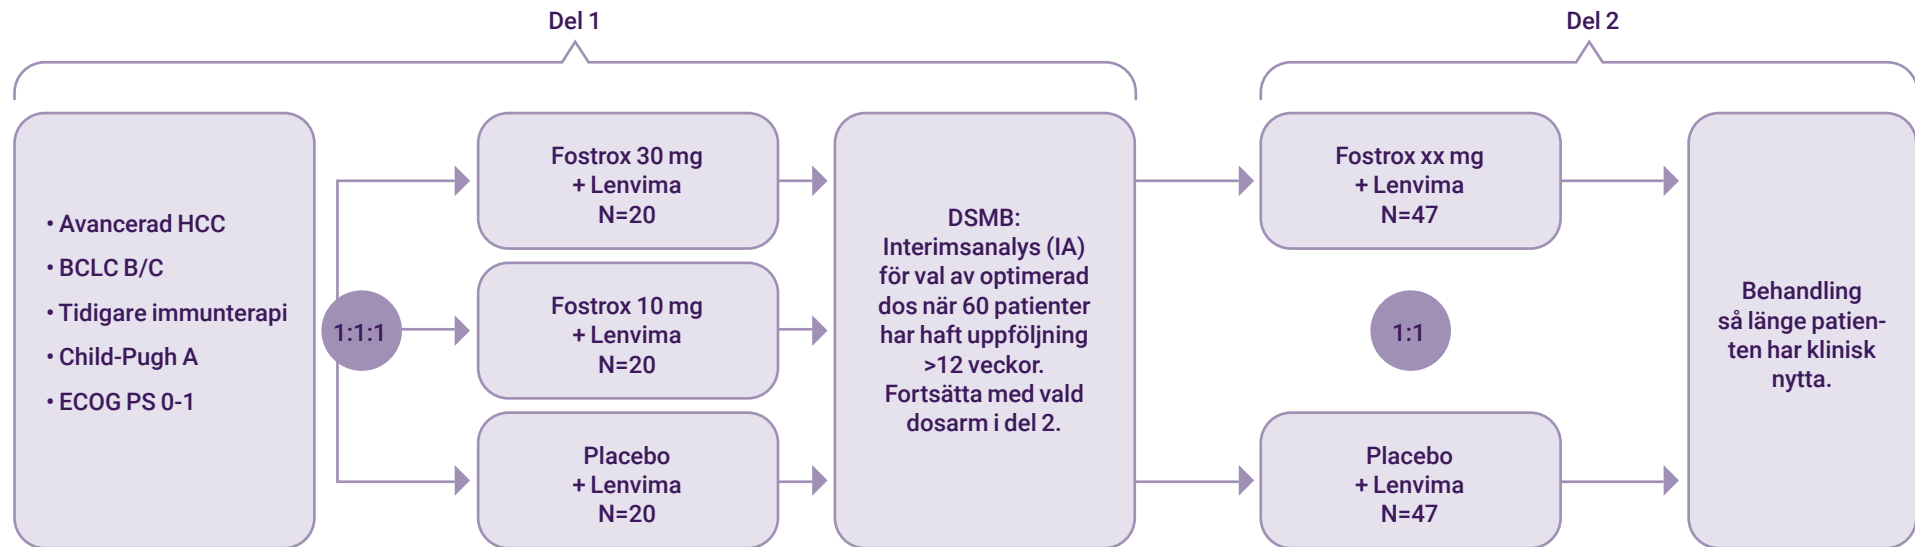 Del 1
Del 2
• Avancerad HCC
• BCLC B/C
• Tidigare immunterapi
• Child-Pugh A
• ECOG PS 0-1
1:1:1
Fostrox 30 mg
+ Lenvima
N=20
Fostrox 10 mg
+ Lenvima
N=20
Placebo
+ Lenvima
N=20
DSMB:
Interimsanalys (IA)
för val av optimerad
dos när 60 patienter
har haft uppföljning
>12 veckor.
Fortsätta med vald
dosarm i del 2.
Fostrox xx mg
+ Lenvima
N=47
1:1
Placebo
+ Lenvima
N=47
Behandling
så länge patien-
ten har klinisk
nytta.